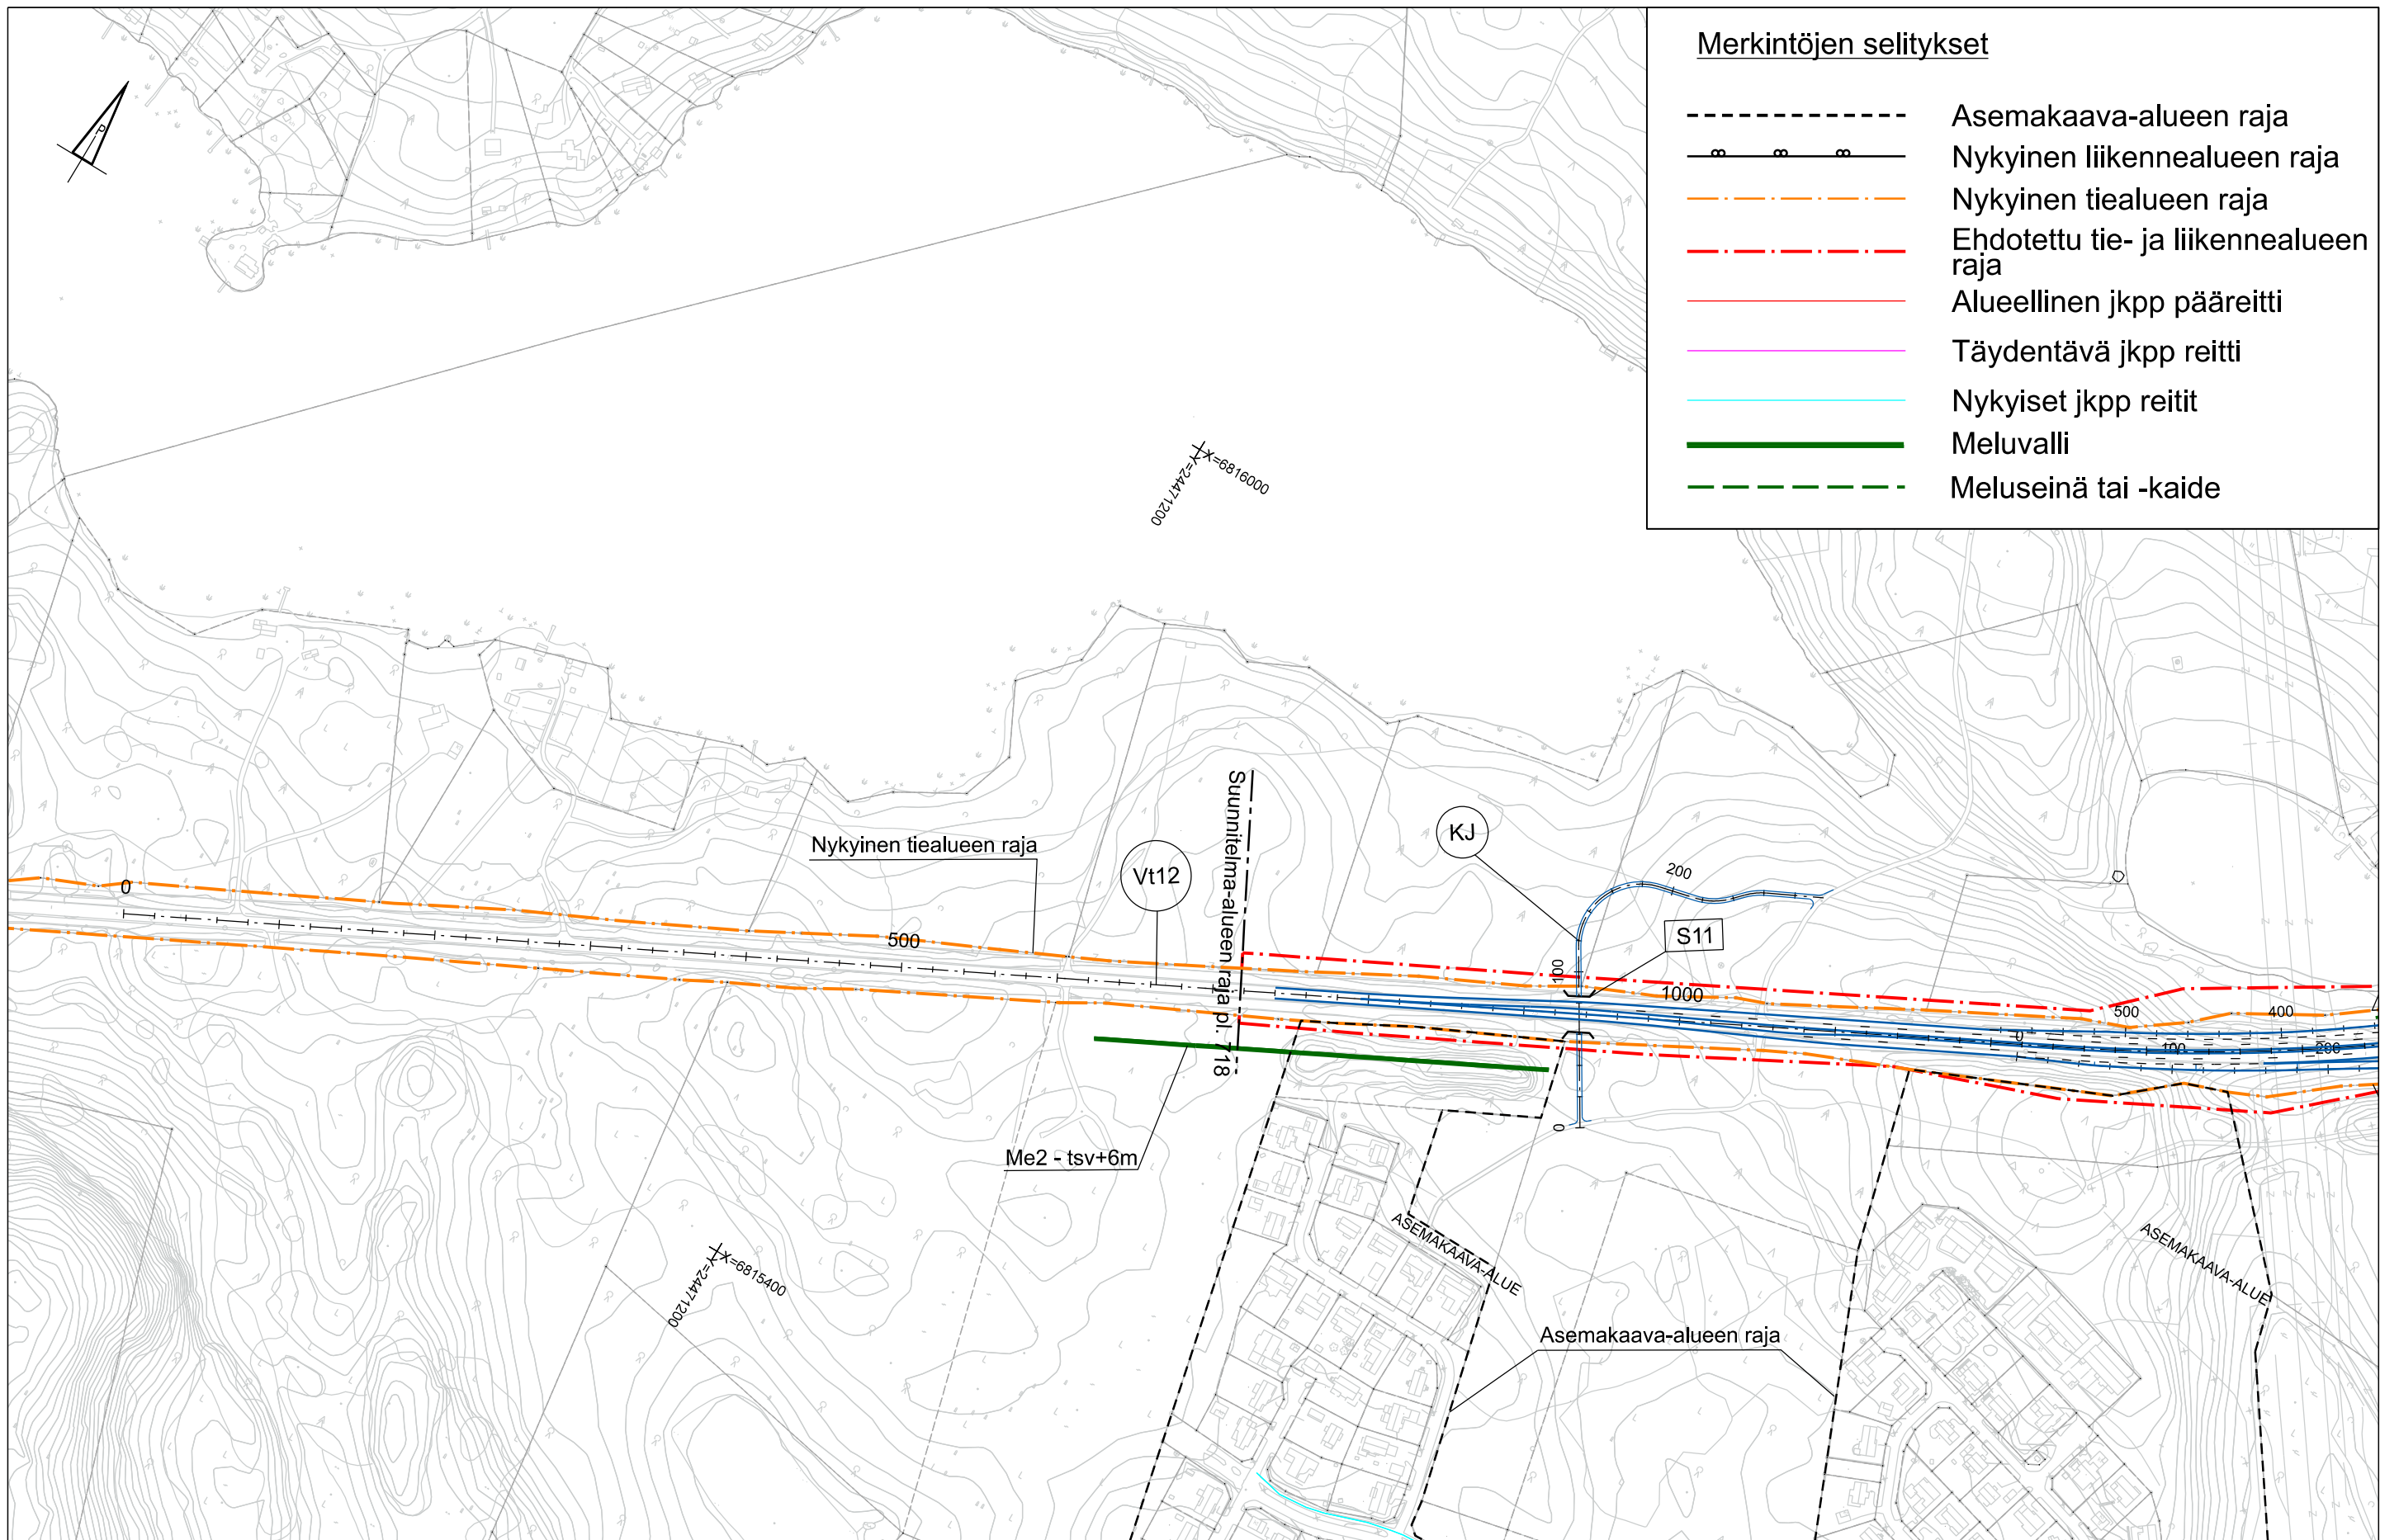 Merkintöjen selitykset
Asemakaava-alueen raja
Nykyinen liikennealueen raja
Nykyinen tiealueen raja
Ehdotettu tie- ja liikennealueen
raja
Alueellinen jkpp pääreitti
Täydentävä jkpp reitti
Nykyiset jkpp reitit
Meluvalli
Meluseinä tai -kaide
P
X=6816000
Y=24471200
Suunnitelma-alueen raja pl. 718
Nykyinen tiealueen raja
Vt12
KJ
200
S11
0
500
100
1000
500
400
0
100
200
0
Me2 - tsv+6m
X=6815400
Y=24471200
ASEMAKAAVA-ALUE
ASEMAKAAVA-ALUE
Asemakaava-alueen raja